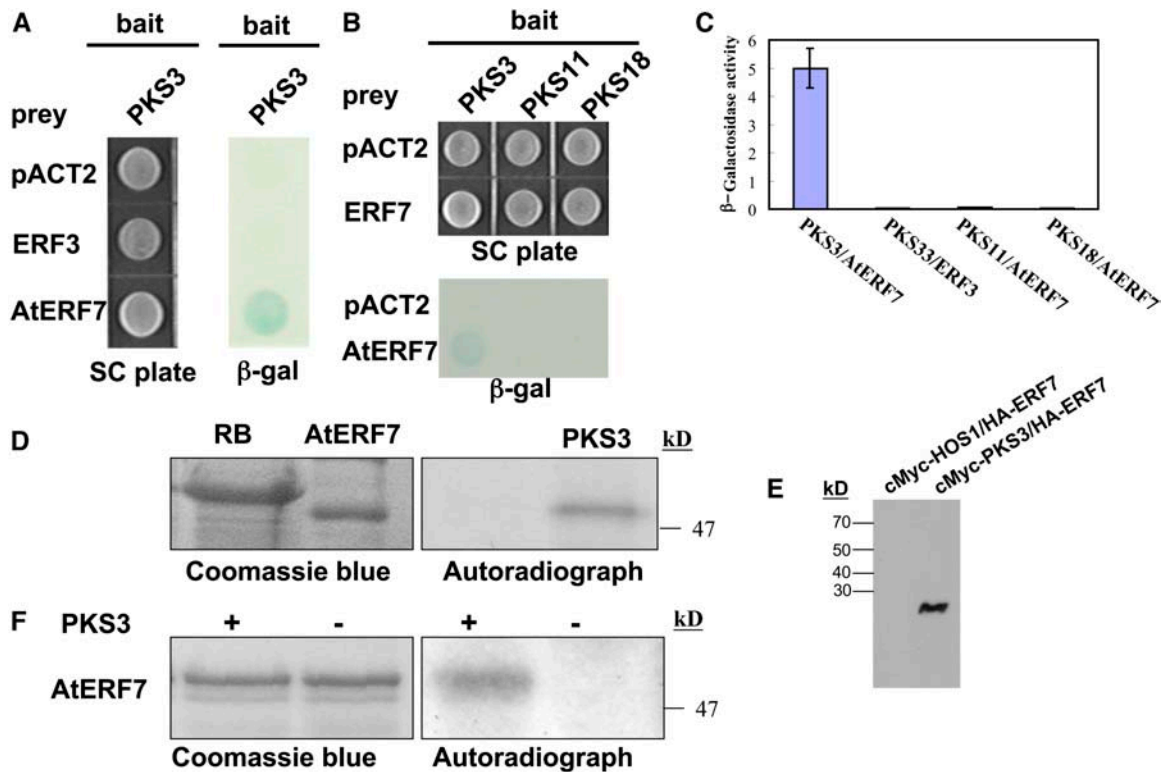 A
bait
bait
prey
PKS3
PKS3
pACT2
ERF3
AtERF7
SC plate
β-gal
B
bait
prey
PKS3
PKS11
PKS18
pACT2
ERF7
SC plate
pACT2
AtERF7
β-gal
C
β-Galactosidase activity
6
5
4
3
2
1
0
PKS3/AtERF7
PKS33/ERF3
PKS11/AtERF7
PKS18/AtERF7
D
RB
AtERF7
PKS3
kD
47
Coomassie blue
Autoradiograph
E
kD
cMyc-HOS1/HA-ERF7
cMyc-PKS3/HA-ERF7
70
50
40
30
F
PKS3
+
-
+
-
kD
AtERF7
47
Coomassie blue
Autoradiograph